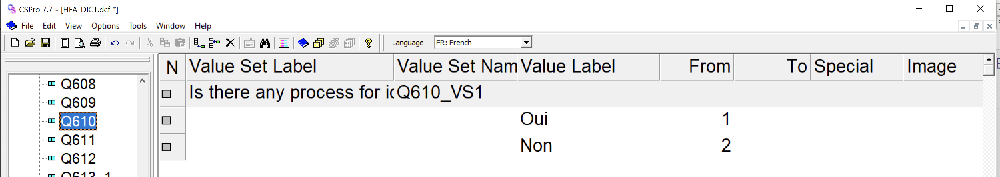 CSPro 7.7 - [HFA_DICT.dcf *]
File Edit View Options Tools Window Help
Language FR: French
N Value Set Label Value Set Nam Value Label From To Special Image
Q608
Q609
Q610
Q611
Q612
Q613_1
Is there any process for Q610_VS1
Oui 1
Non 2